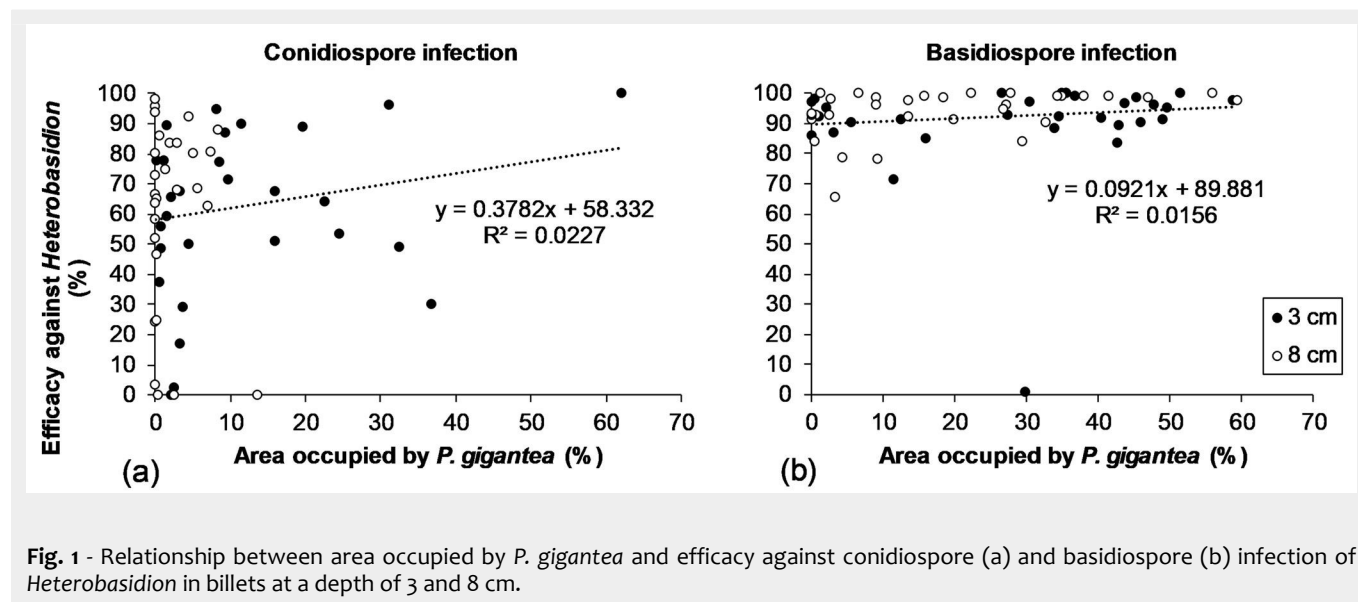 Conidiospore infection
Efficacy against Heterobasidion
(%)
100
90
80
70
60
50
40
30
20
10
0
y = 0.3782x + 58.332
R² = 0.0227
0 10 20 30 40 50 60 70
(a)
Area occupied by P. gigantea (%)
Basidiospore infection
100
90
80
70
60
50
40
30
20
10
0
y = 0.0921x + 89.881
R² = 0.0156
3 cm
8 cm
0 10 20 30 40 50 60 70
(b)
Area occupied by P. gigantea (%)
Fig. 1 - Relationship between area occupied by P. gigantea and efficacy against conidiospore (a) and basidiospore (b) infection of
Heterobasidion in billets at a depth of 3 and 8 cm.